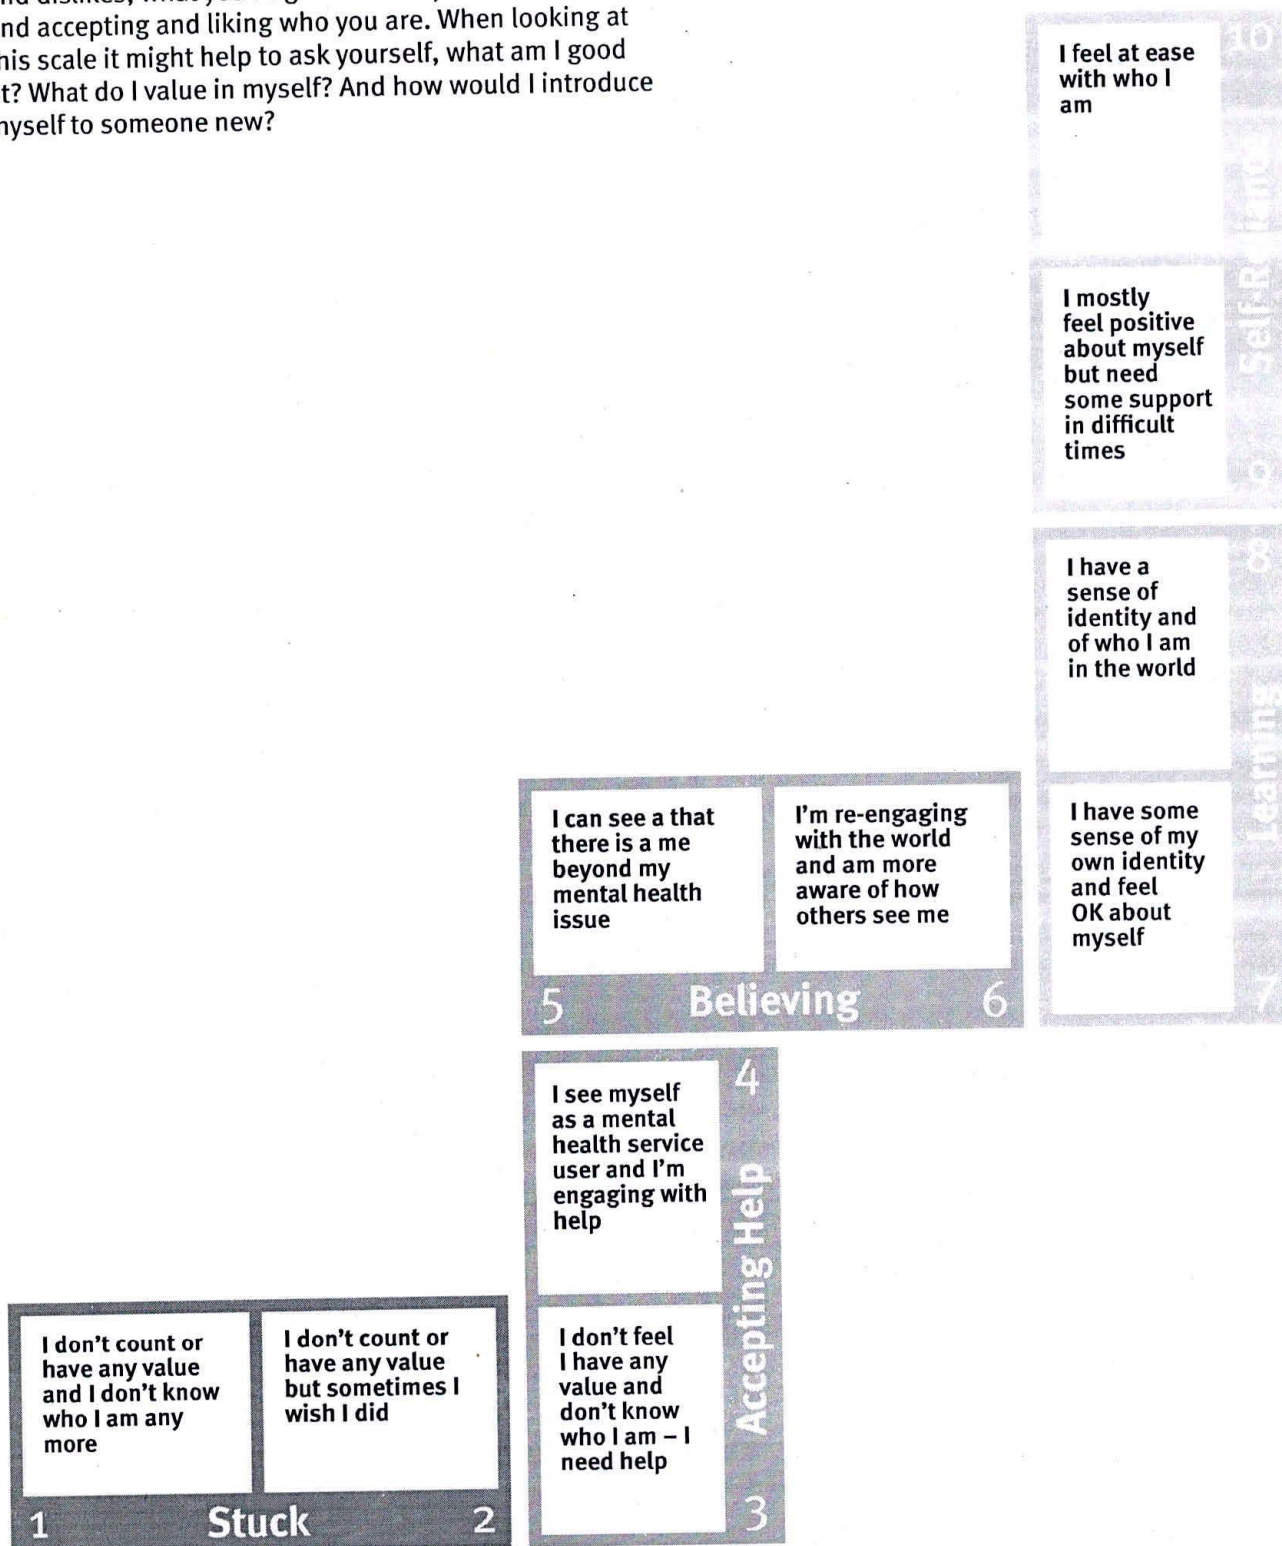 nd accepting and liking who you are. When looking at
his scale it might help to ask yourself, what am I good
t? What do I value in myself? And how would I introduce
myself to someone new?
10
I feel at ease
with who I
am
Self-Reliance
I mostly
feel positive
about myself
but need
some support
in difficult
times
9
8
I have a
sense of
identity and
of who I am
in the world
Learning
I have some
sense of my
own identity
and feel
OK about
myself
7
I can see a that
there is a me
beyond my
mental health
issue
I'm re-engaging
with the world
and am more
aware of how
others see me
5 Believing 6
4
I see myself
as a mental
health service
user and I'm
engaging with
help
Accepting Help
I don't feel
I have any
value and
don't know
who I am – I
need help
3
I don't count or
have any value
and I don't know
who I am any
more
I don't count or
have any value
but sometimes I
wish I did
1 Stuck 2